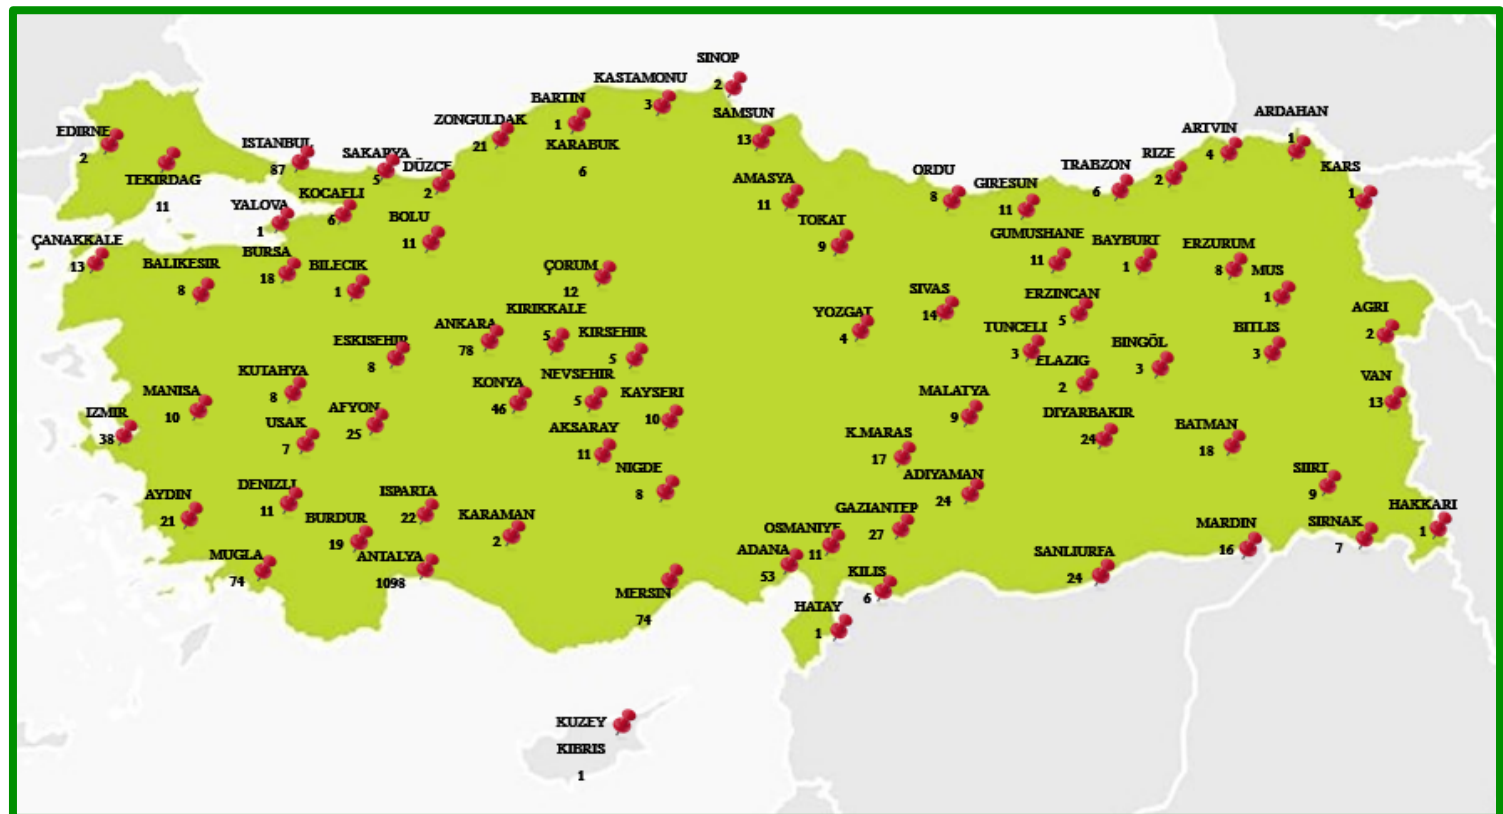 SINOP
2
KASTAMONU
3
BARTIN
1
KARABUK
6
ZONGULDAK
21
SAMSUN
13
ARDAHAN
1
ARTVIN
4
RIZE
2
TRABZON
6
KARS
1
EDIRNE
2
TEKIRDAG
11
ISTANBUL
87
SAKARYA
5
DÜZCE
2
KOCAELI
6
YALOVA
1
BOLU
11
AMASYA
11
TOKAT
9
ORDU
8
GIRESUN
11
GUMUSHANE
11
BAYBURT
1
ERZURUM
8
MUS
1
ÇANAKKALE
13
BALIKESIR
8
BURSA
18
BILECIK
1
ÇORUM
12
KIRIKKALE
5
ANKARA
78
KIRSEHIR
5
ESKISEHIR
8
YOZGAT
4
SIVAS
14
ERZINCAN
5
TUNCELI
3
ELAZIG
2
BINGÖL
3
BITLIS
3
AGRI
2
VAN
13
KUTAHYA
8
MANISA
10
IZMIR
38
USAK
7
AFYON
25
KONYA
46
NEVSEHIR
5
KAYSERI
10
AKSARAY
11
NIGDE
8
MALATYA
9
DIYARBAKIR
24
BATMAN
18
K.MARAS
17
ADIYAMAN
24
SIIRT
9
HAKKARI
1
SIRNAK
7
MARDIN
16
SANLIURFA
24
GAZIANTEP
27
OSMANIYE
11
ADANA
53
KILIS
6
HATAY
1
MERSIN
74
KARAMAN
2
ISPARTA
22
ANTALYA
1098
BURDUR
19
DENIZLI
11
AYDIN
21
MUGLA
74
KUZEY
KIBRIS
1